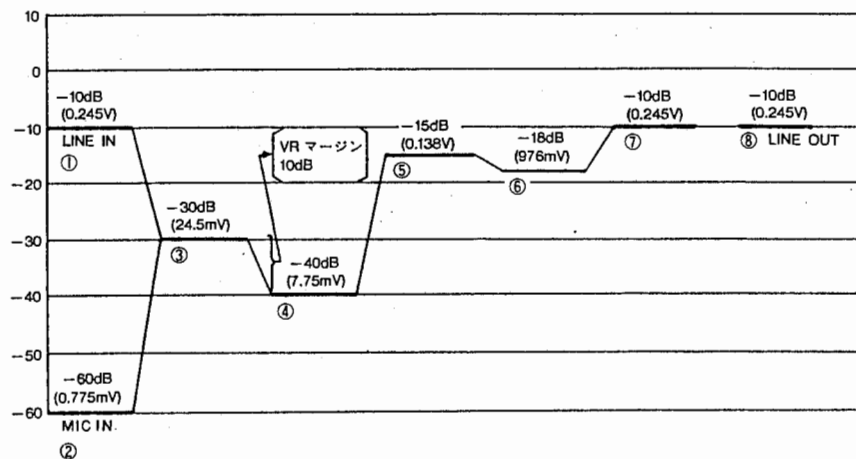 10
0
−10
−20
−30
−40
−50
−60
−10dB
(0.245V)
LINE IN
①
−60dB
(0.775mV)
MIC IN
②
−30dB
(24.5mV)
③
VR マージン
10dB
−40dB
(7.75mV)
④
−15dB
(0.138V)
⑤
−18dB
(976mV)
⑥
−10dB
(0.245V)
⑦
−10dB
(0.245V)
⑧ LINE OUT